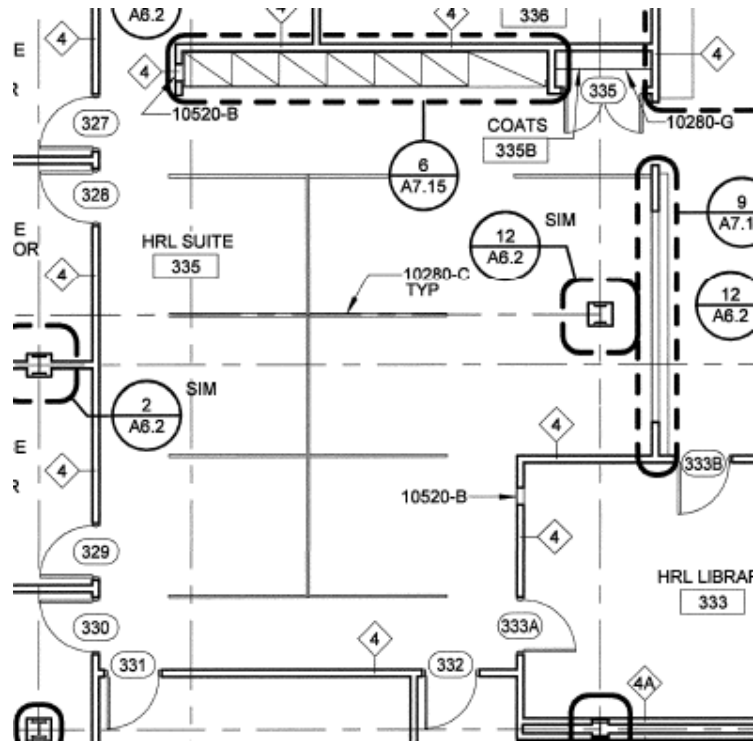 A6.2
4
4
336
4
E
R
4
327
10520-B
COATS
335B
335
10280-G
6
A7.15
328
9
A7.1
SIM
12
A6.2
E
OR
HRL SUITE
335
4
10280-C
TYP
12
A6.2
SIM
2
A6.2
GE
R
4
4
333B
10520-B
4
329
HRL LIBRAR
333
330
333A
331
4
332
4A